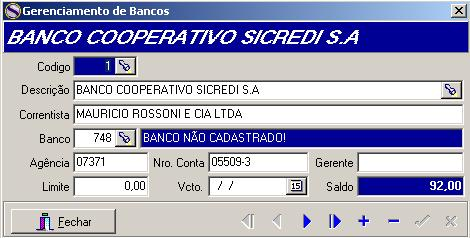 Gerenciamento de Bancos
BANCO COOPERATIVO SICREDI S.A
Codigo 1
Descrição BANCO COOPERATIVO SICREDI S.A
Correntista MAURICIO ROSSONI E CIA LTDA
Banco 748 BANCO NÃO CADASTRADO!
Agência 07371 Nro. Conta 05509-3 Gerente
Limite 0,00 Vcto. / / 15 Saldo 92,00
Fechar